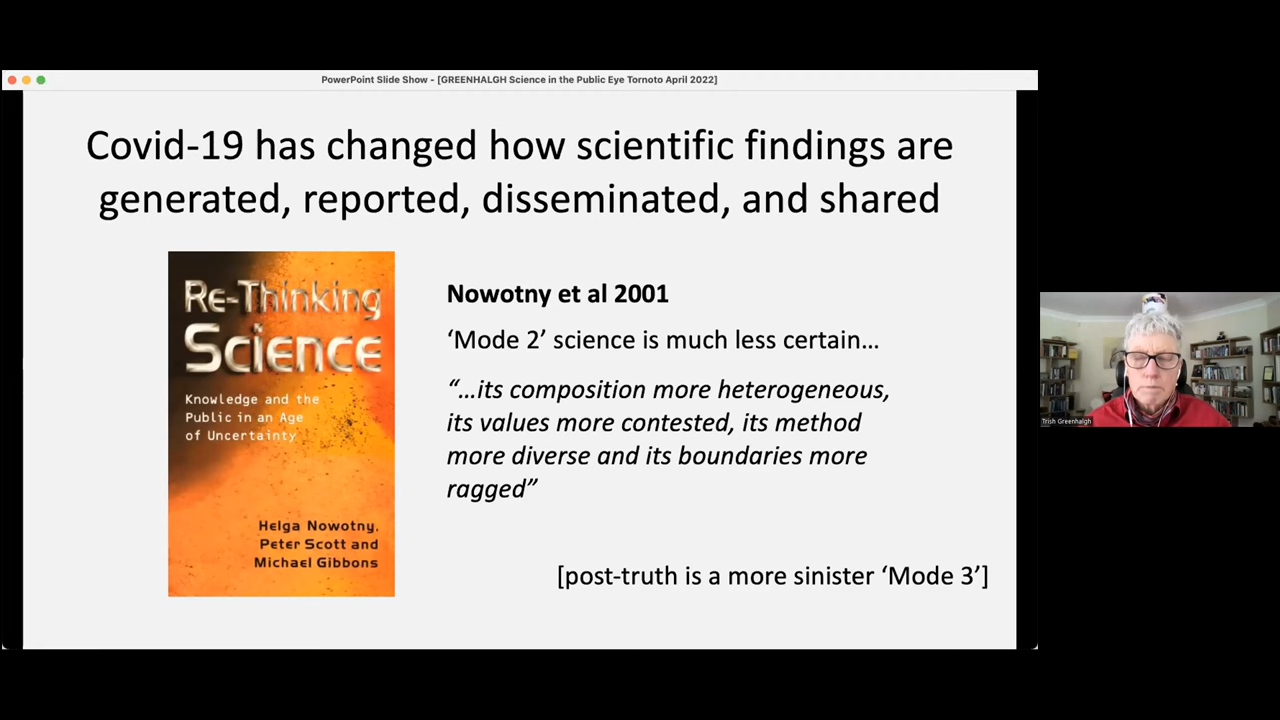 PowerPoint Slide Show - [GREENHALGH Science in the Public Eye Tornoto April 2022]
Covid-19 has changed how scientific findings are
generated, reported, disseminated, and shared
Re-Thinking
Science
Knowledge and the
Public in an Age
of Uncertainty
Helga Nowotny,
Peter Scott and
Michael Gibbons
Nowotny et al 2001
‘Mode 2’ science is much less certain…
“…its composition more heterogeneous,
its values more contested, its method
more diverse and its boundaries more
ragged”
[post-truth is a more sinister ‘Mode 3’]
Trish Greenhalgh